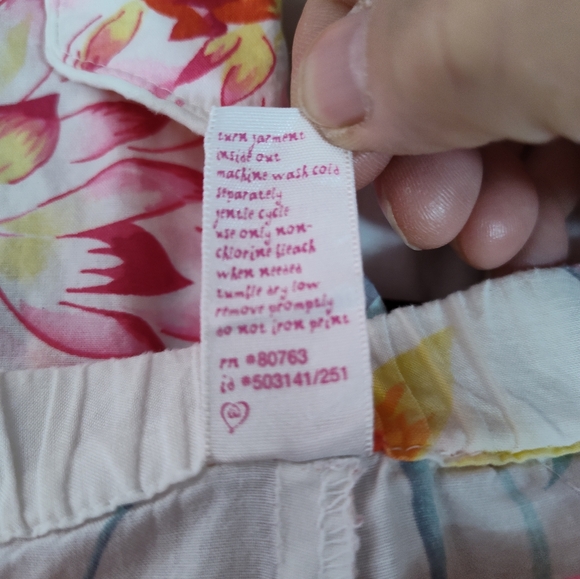 turn garment
inside out
machine wash cold
separately
gentle cycle
use only non-
chlorine bleach
when needed
tumble dry low
remove promptly
do not iron print
rn #80763
id #503141/251